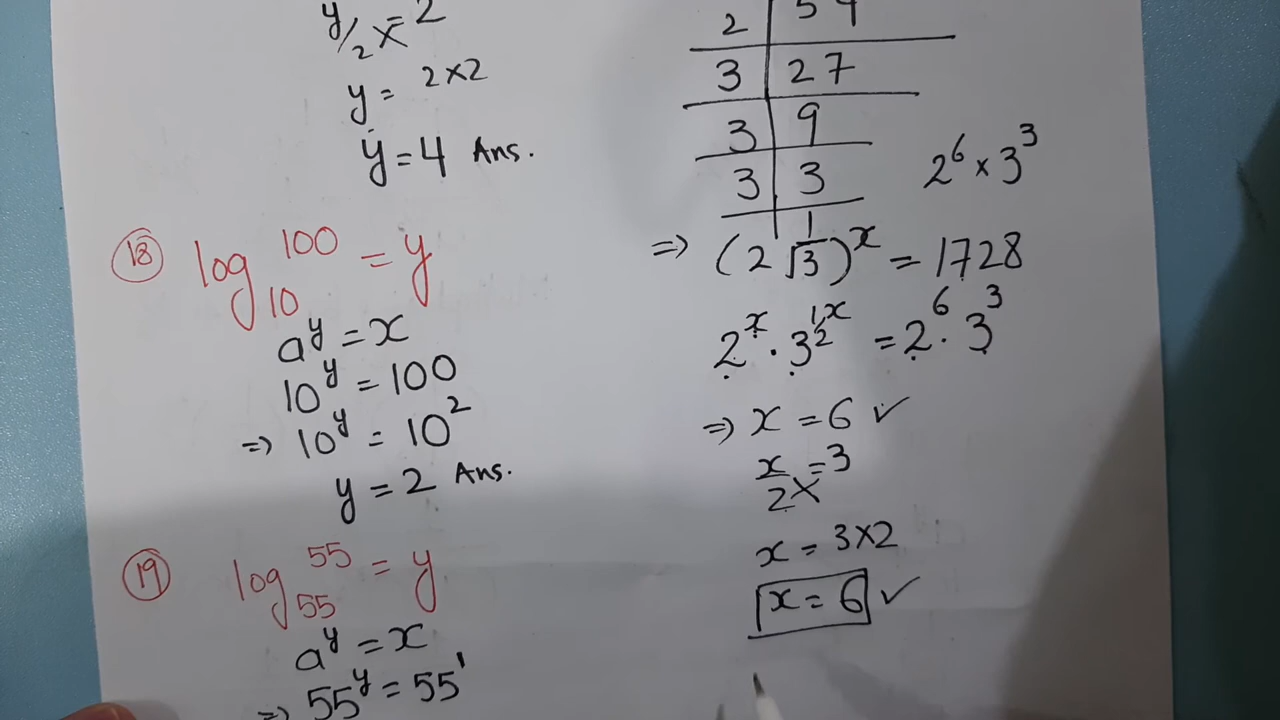 y/2 = 2
y = 2×2
y = 4 Ans.
(18) log₁₀ 100 = y
a^y = x
10^y = 100
=> 10^y = 10^2
y = 2 Ans.
(19) log₅₅ 55 = y
a^y = x
=> 55^y = 55^1
2 | 54
3 | 27
3 | 9
3 | 3
1
2^6 × 3^3
=> (2√3)^x = 1728
2^x · 3^(1/2 x) = 2^6 · 3^3
=> x = 6 ✓
x/2 = 3
x = 3×2
x = 6 ✓